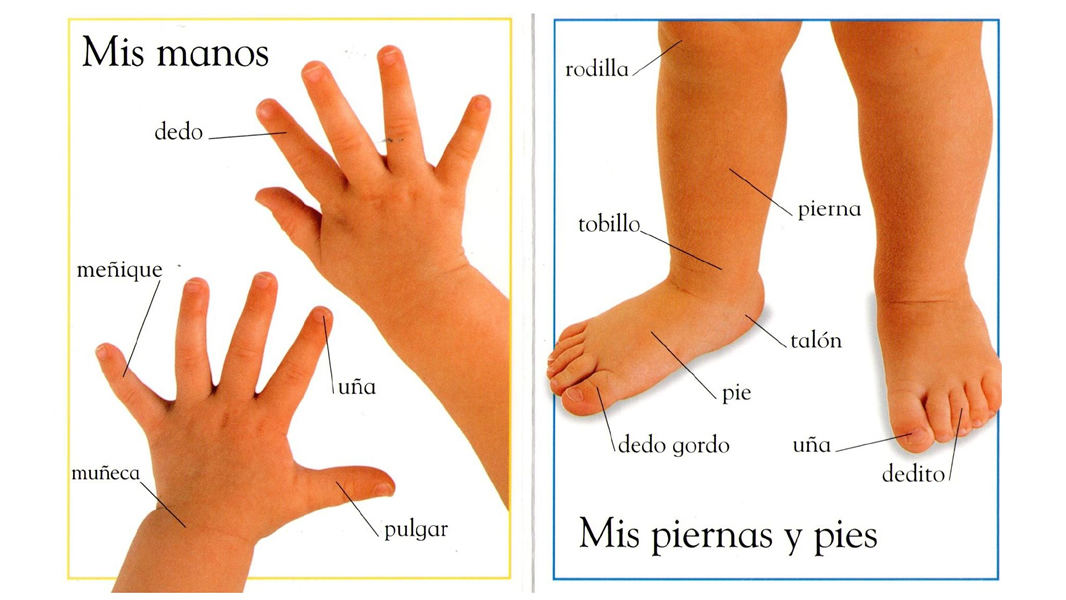 Mis manos
dedo
meñique
uña
muñeca
pulgar
rodilla
pierna
tobillo
talón
pie
dedo gordo
uña
dedito
Mis piernas y pies